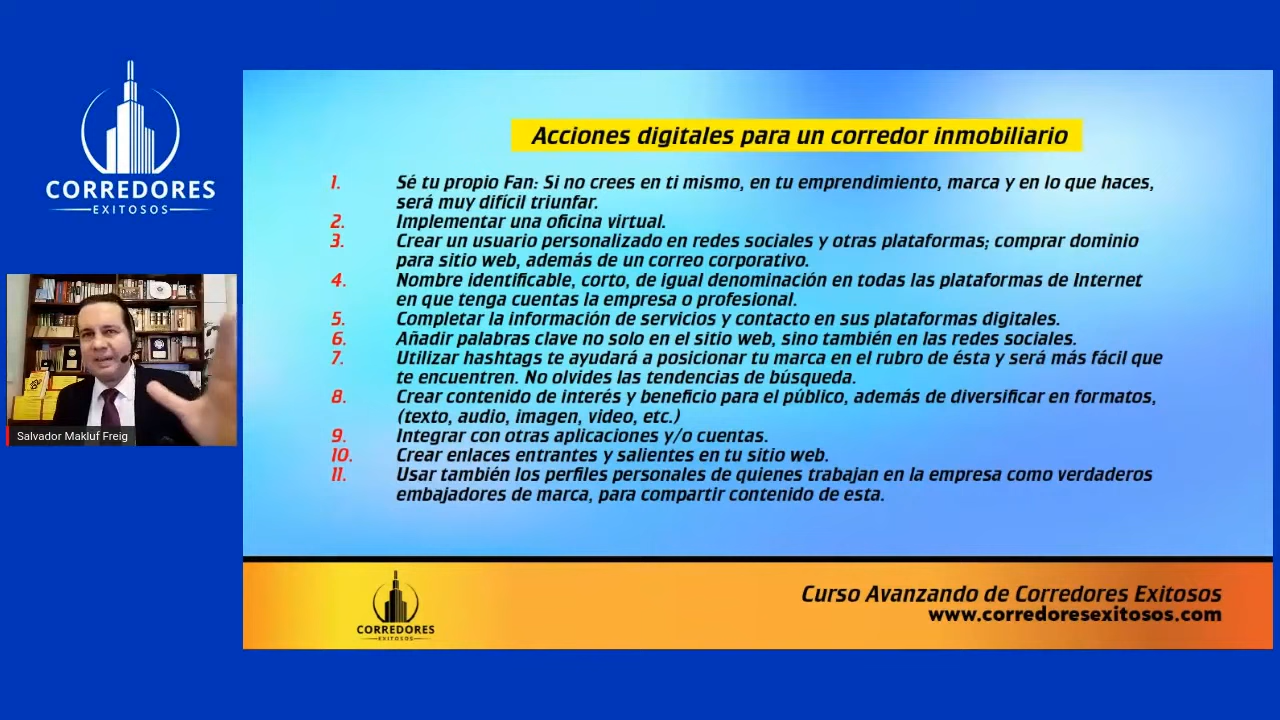 CORREDORES
EXITOSOS
Salvador Makluf Freig
Acciones digitales para un corredor inmobiliario
1. Sé tu propio Fan: Si no crees en ti mismo, en tu emprendimiento, marca y en lo que haces,
será muy difícil triunfar.
2. Implementar una oficina virtual.
3. Crear un usuario personalizado en redes sociales y otras plataformas; comprar dominio
para sitio web, además de un correo corporativo.
4. Nombre identificable, corto, de igual denominación en todas las plataformas de Internet
en que tenga cuentas la empresa o profesional.
5. Completar la información de servicios y contacto en sus plataformas digitales.
6. Añadir palabras clave no solo en el sitio web, sino también en las redes sociales.
7. Utilizar hashtags te ayudará a posicionar tu marca en el rubro de ésta y será más fácil que
te encuentren. No olvides las tendencias de búsqueda.
8. Crear contenido de interés y beneficio para el público, además de diversificar en formatos,
(texto, audio, imagen, video, etc.)
9. Integrar con otras aplicaciones y/o cuentas.
10. Crear enlaces entrantes y salientes en tu sitio web.
11. Usar también los perfiles personales de quienes trabajan en la empresa como verdaderos
embajadores de marca, para compartir contenido de esta.
CORREDORES
EXITOSOS
Curso Avanzando de Corredores Exitosos
www.corredoresexitosos.com